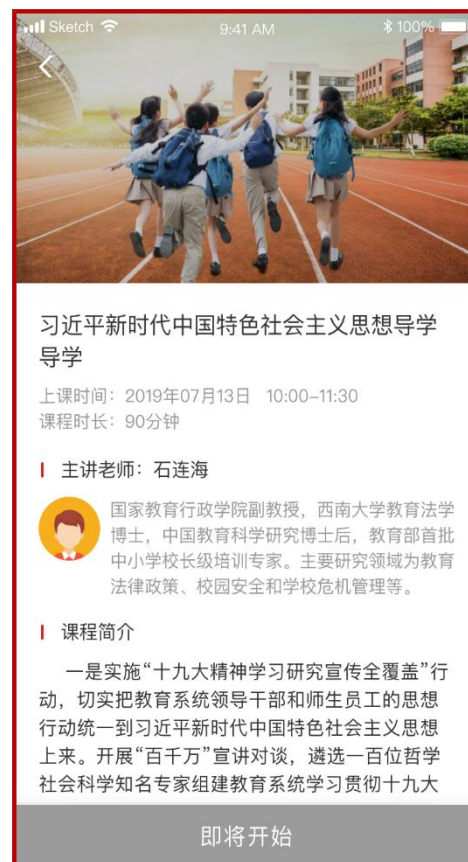 Sketch 9:41 AM 100%
习近平新时代中国特色社会主义思想导学
导学
上课时间：2019年07月13日 10:00-11:30
课程时长：90分钟
主讲老师：石连海
国家教育行政学院副教授，西南大学教育法学
博士，中国教育科学研究博士后，教育部首批
中小学校长级培训专家。主要研究领域为教育
法律政策、校园安全和学校危机管理等。
课程简介
一是实施“十九大精神学习研究宣传全覆盖”行
动，切实把教育系统领导干部和师生员工的思想
行动统一到习近平新时代中国特色社会主义思想
上来。开展“百千万”宣讲对谈，遴选一百位哲学
社会科学知名专家组建教育系统学习贯彻十九大
即将开始